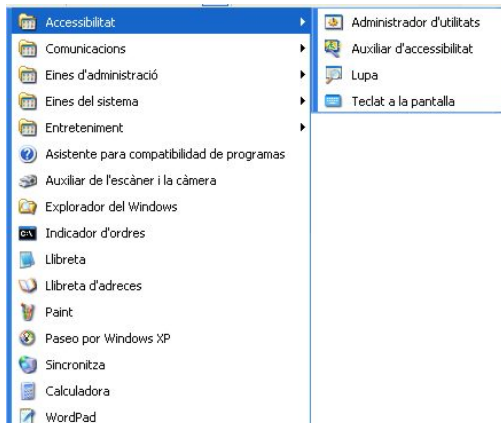 Accessibilitat
Comunicacions
Eines d'administració
Eines del sistema
Entreteniment
Asistente para compatibilidad de programas
Auxiliar de l'escàner i la càmera
Explorador del Windows
Indicador d'ordres
Llibreta
Llibreta d'adreces
Paint
Paseo por Windows XP
Sincronitza
Calculadora
WordPad
Administrador d'utilitats
Auxiliar d'accessibilitat
Lupa
Teclat a la pantalla